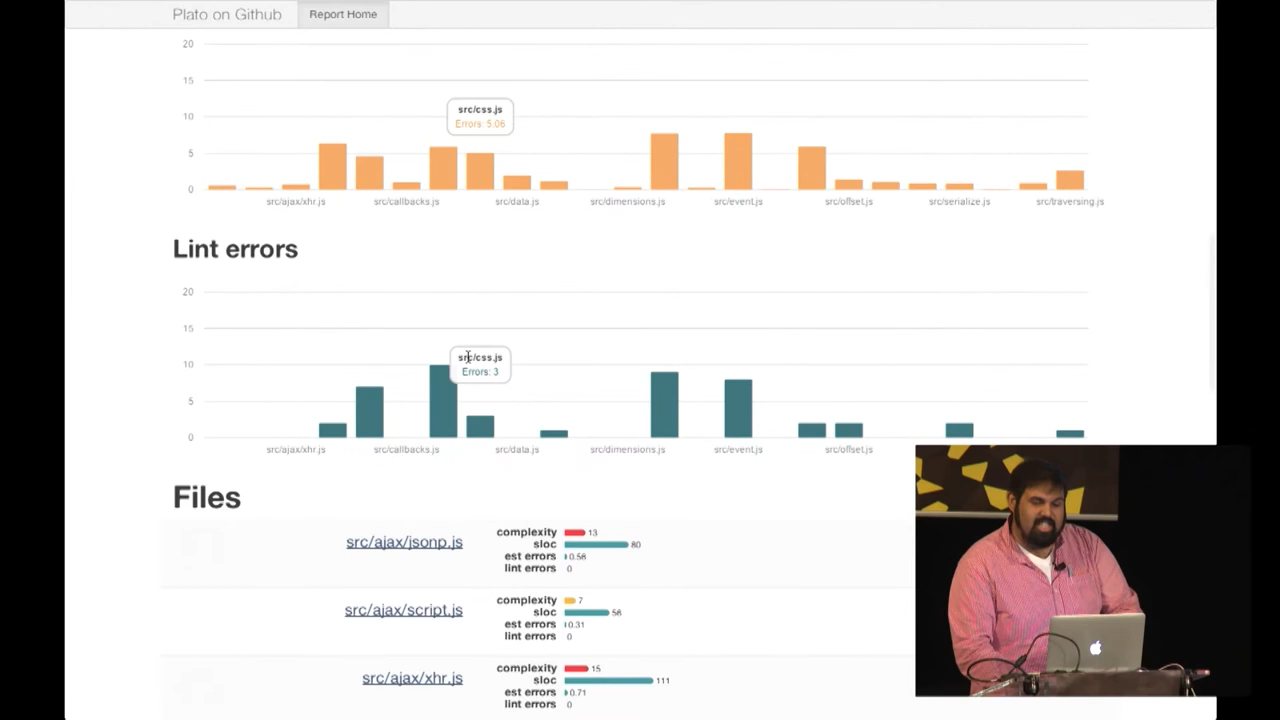 Plato on Github Report Home
20
15
10
5
0
src/css.js
Errors: 5.06
src/ajax/xhr.js src/callbacks.js src/data.js src/dimensions.js src/event.js src/offset.js src/serialize.js src/traversing.js
Lint errors
20
15
10
5
0
src/css.js
Errors: 3
src/ajax/xhr.js src/callbacks.js src/data.js src/dimensions.js src/event.js src/offset.js
Files
src/ajax/jsonp.js
complexity 13
sloc 80
est errors 0.56
lint errors 0
src/ajax/script.js
complexity 7
sloc 56
est errors 0.31
lint errors 0
src/ajax/xhr.js
complexity 15
sloc 111
est errors 0.71
lint errors 0